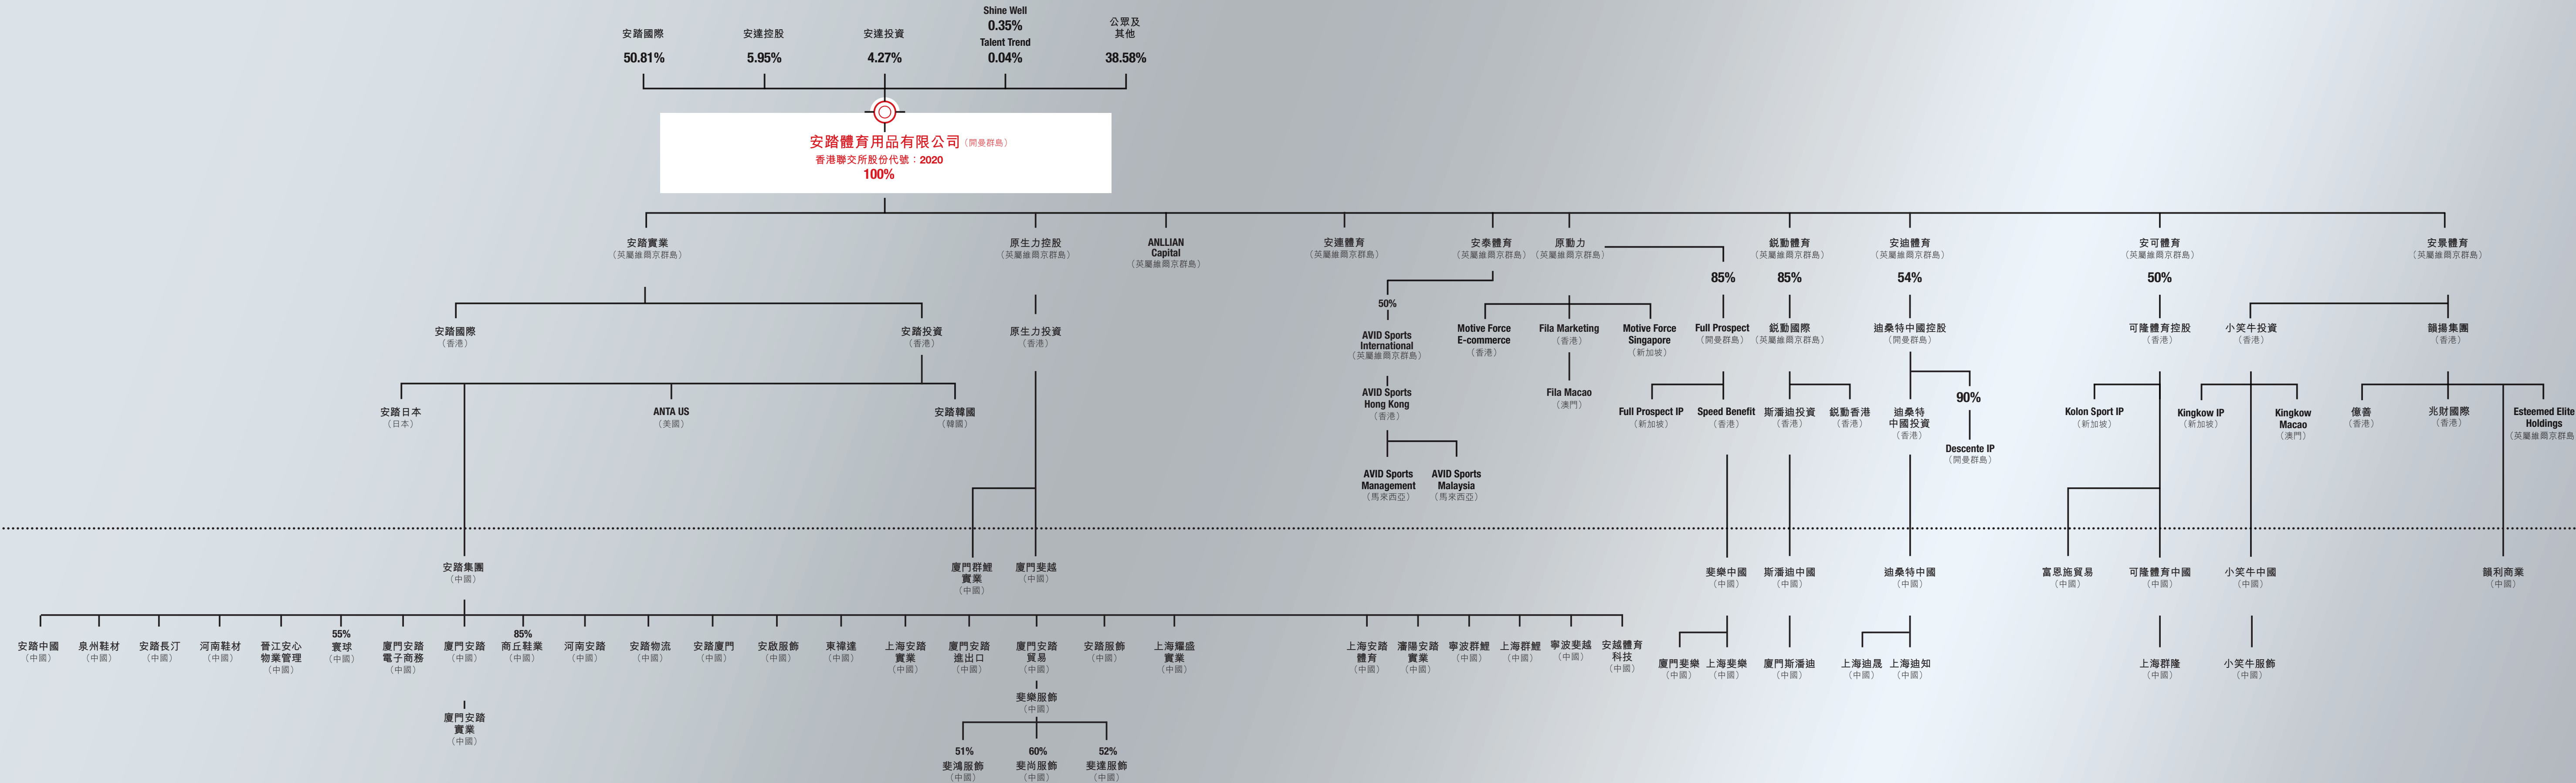 安踏國際
50.81%
安達控股
5.95%
安達投資
4.27%
Shine Well
0.35%
Talent Trend
0.04%
公眾及
其他
38.58%
安踏體育用品有限公司（開曼群島）
香港聯交所股份代號：2020
100%
安踏實業
（英屬維爾京群島）
原生力控股
（英屬維爾京群島）
ANLLIAN
Capital
（英屬維爾京群島）
安連體育
（英屬維爾京群島）
安泰體育
（英屬維爾京群島）
原動力
（英屬維爾京群島）
85%
銳動體育
（英屬維爾京群島）
85%
安迪體育
（英屬維爾京群島）
54%
安可體育
（英屬維爾京群島）
50%
安景體育
（英屬維爾京群島）
安踏國際
（香港）
安踏投資
（香港）
原生力投資
（香港）
50%
AVID Sports
International
（英屬維爾京群島）
Motive Force
E-commerce
（香港）
Fila Marketing
（香港）
Motive Force
Singapore
（新加坡）
Full Prospect
（開曼群島）
銳動國際
（英屬維爾京群島）
迪桑特中國控股
（開曼群島）
可隆體育控股
（香港）
小笑牛投資
（香港）
韻揚集團
（香港）
安踏日本
（日本）
ANTA US
（美國）
安踏韓國
（韓國）
AVID Sports
Hong Kong
（香港）
Fila Macao
（澳門）
Full Prospect IP
（新加坡）
Speed Benefit
（香港）
斯潘迪投資
（香港）
銳動香港
（香港）
迪桑特
中國投資
（香港）
90%
Descente IP
（開曼群島）
Kolon Sport IP
（新加坡）
Kingkow IP
（新加坡）
Kingkow
Macao
（澳門）
億善
（香港）
兆財國際
（香港）
Esteemed Elite
Holdings
（英屬維爾京群島
AVID Sports
Management
（馬來西亞）
AVID Sports
Malaysia
（馬來西亞）
安踏集團
（中國）
廈門群鯉
實業
（中國）
廈門斐越
（中國）
斐樂中國
（中國）
斯潘迪中國
（中國）
迪桑特中國
（中國）
富恩施貿易
（中國）
可隆體育中國
（中國）
小笑牛中國
（中國）
韻利商業
（中國）
安踏中國
（中國）
泉州鞋材
（中國）
安踏長汀
（中國）
河南鞋材
（中國）
晉江安心
物業管理
（中國）
55%
寰球
（中國）
廈門安踏
電子商務
（中國）
廈門安踏
（中國）
85%
商丘鞋業
（中國）
河南安踏
（中國）
安踏物流
（中國）
安踏廈門
（中國）
安啟服飾
（中國）
東禕達
（中國）
上海安踏
實業
（中國）
廈門安踏
進出口
（中國）
廈門安踏
貿易
（中國）
安踏服飾
（中國）
上海耀盛
實業
（中國）
上海安踏
體育
（中國）
瀋陽安踏
實業
（中國）
寧波群鯉
（中國）
上海群鯉
（中國）
寧波斐越
（中國）
安越體育
科技
（中國）
廈門斐樂
（中國）
上海斐樂
（中國）
廈門斯潘迪
（中國）
上海迪晟
（中國）
上海迪知
（中國）
上海群隆
（中國）
小笑牛服飾
（中國）
廈門安踏
實業
（中國）
斐樂服飾
（中國）
51%
斐鴻服飾
（中國）
60%
斐尚服飾
（中國）
52%
斐達服飾
（中國）